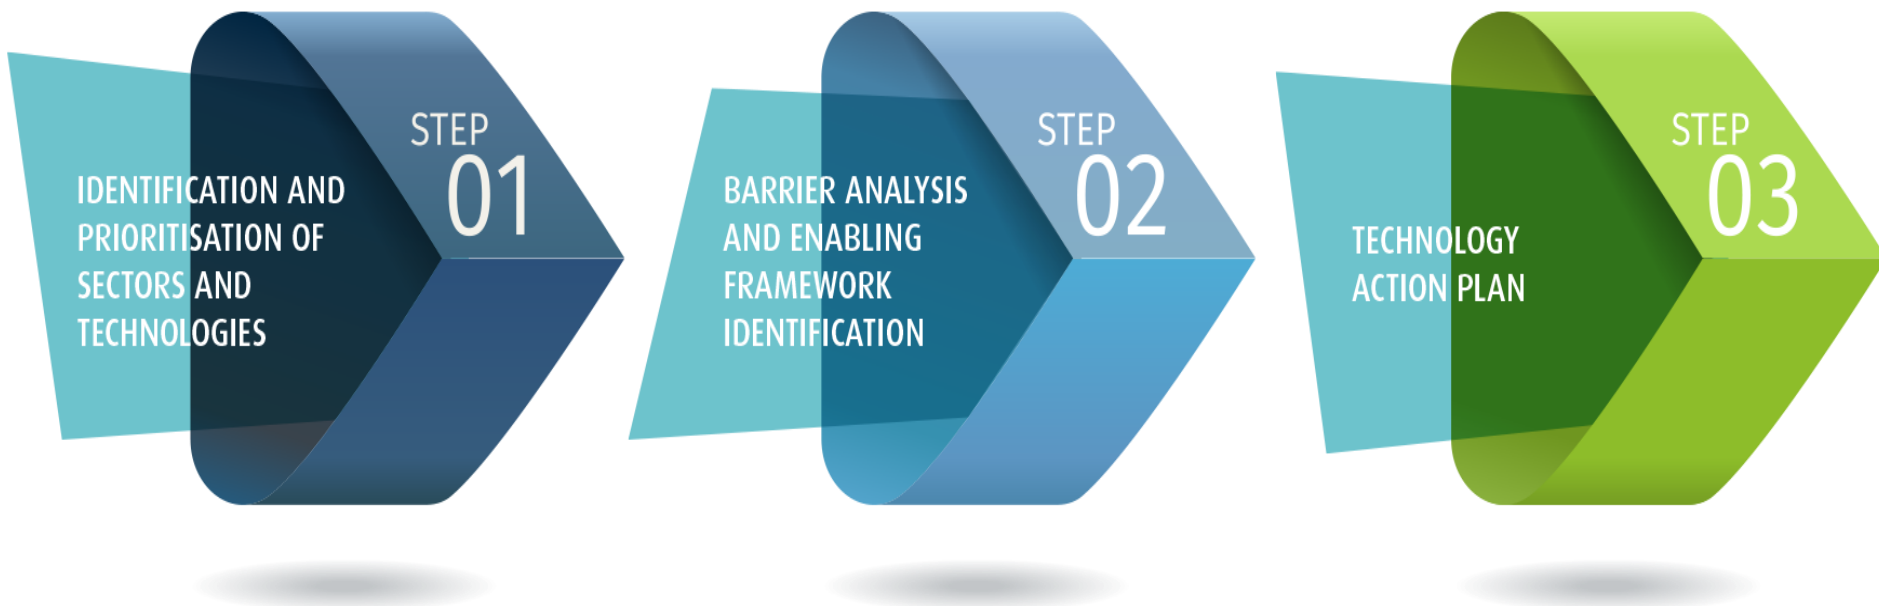 IDENTIFICATION AND
PRIORITISATION OF
SECTORS AND
TECHNOLOGIES
STEP
01
BARRIER ANALYSIS
AND ENABLING
FRAMEWORK
IDENTIFICATION
STEP
02
TECHNOLOGY
ACTION PLAN
STEP
03